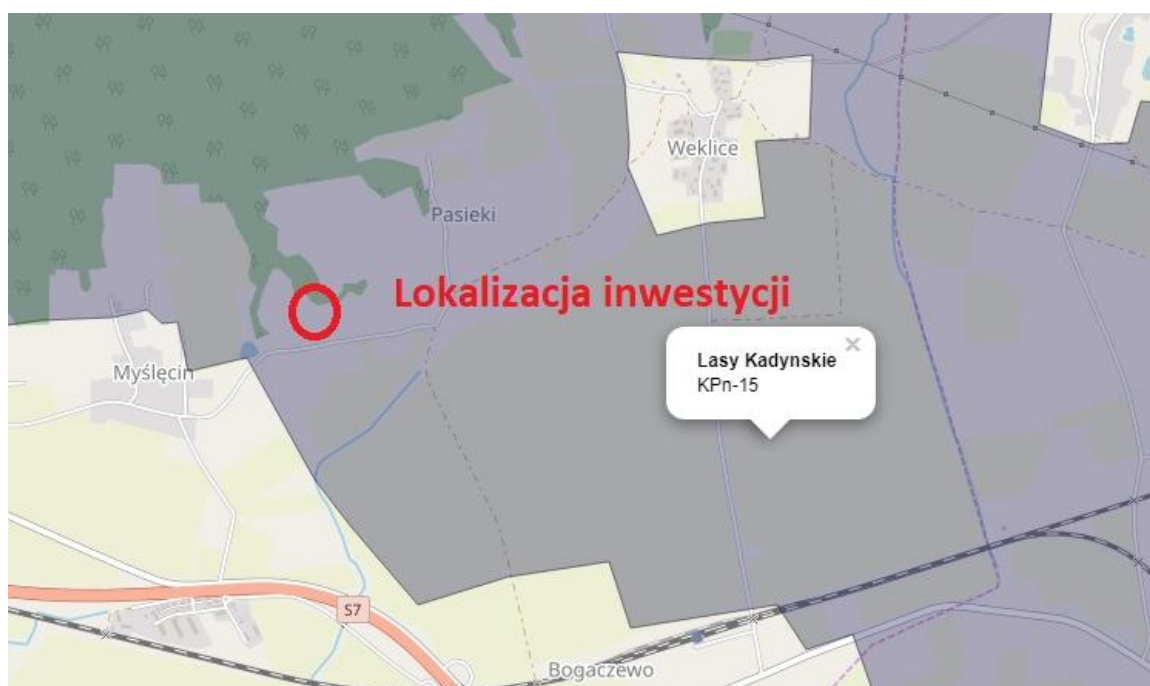 Weklice
Pasieki
Lokalizacja inwestycji
Lasy Kadynskie
KPn-15
×
Myślęcin
S7
Bogaczewo